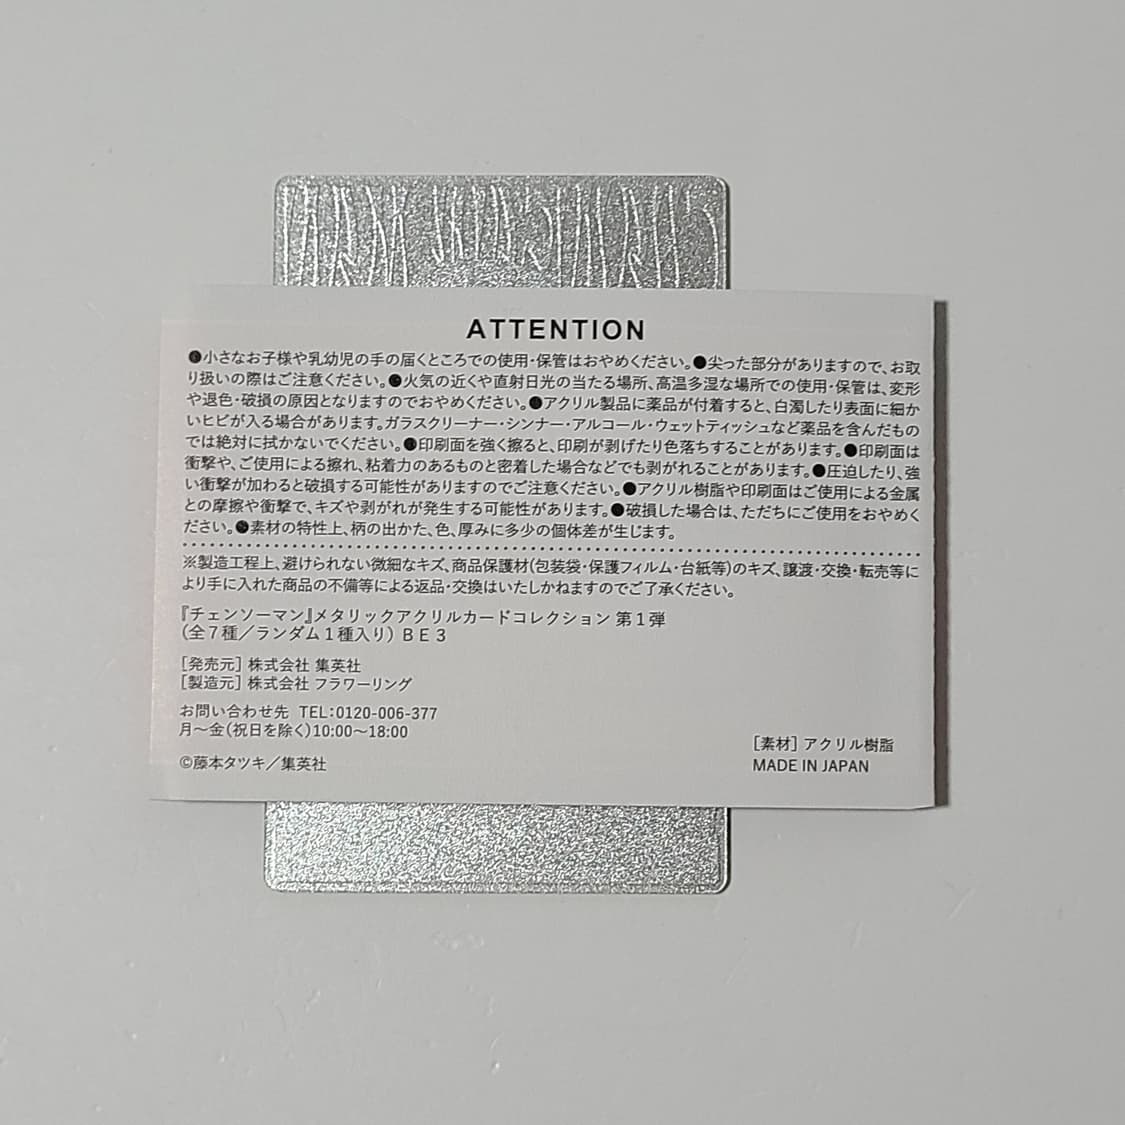 ATTENTION
●小さなお子様や乳幼児の手の届くところでの使用・保管はおやめください。●尖った部分がありますので、お取
り扱いの際はご注意ください。●火気の近くや直射日光の当たる場所、高温多湿な場所での使用・保管は、変形
や退色・破損の原因となりますのでおやめください。●アクリル製品に薬品が付着すると、白濁したり表面に細か
いヒビが入る場合があります。ガラスクリーナー・シンナー・アルコール・ウェットティッシュなど薬品を含んだもの
では絶対に拭かないでください。●印刷面を強く擦ると、印刷が剥げたり色落ちすることがあります。●印刷面は
衝撃や、ご使用による擦れ、粘着力のあるものと密着した場合などでも剥がれることがあります。●圧迫したり、強
い衝撃が加わると破損する可能性がありますのでご注意ください。●アクリル樹脂や印刷面はご使用による金属
との摩擦や衝撃で、キズや剥がれが発生する可能性があります。●破損した場合は、ただちにご使用をおやめく
ださい。●素材の特性上、柄の出かた、色、厚みに多少の個体差が生じます。
※製造工程上、避けられない微細なキズ、商品保護材(包装袋・保護フィルム・台紙等)のキズ、譲渡・交換・転売等に
より手に入れた商品の不備等による返品・交換はいたしかねますのでご了承ください。
『チェンソーマン』メタリックアクリルカードコレクション 第1弾
(全7種／ランダム1種入り) BE3
[発売元] 株式会社 集英社
[製造元] 株式会社 フラワーリング
お問い合わせ先 TEL:0120-006-377
月～金(祝日を除く)10:00～18:00
©藤本タツキ／集英社
[素材] アクリル樹脂
MADE IN JAPAN